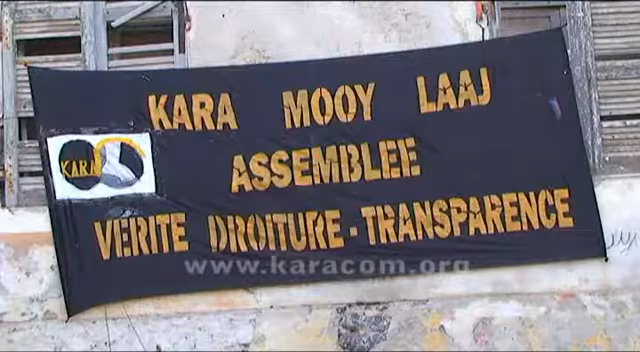 KARA MOOY LAAJ
ASSEMBLEE
KARA
VERITE DROITURE - TRANSPARENCE
www.karacom.org